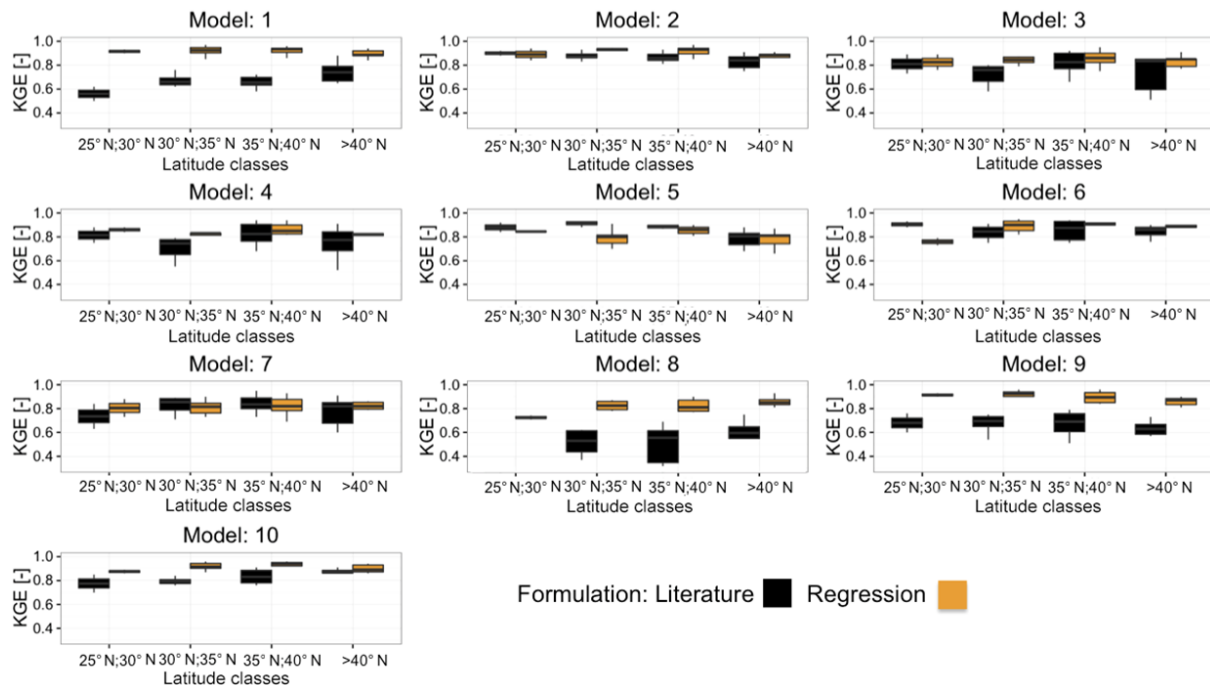 Model: 1
KGE [-]
1.0
0.8
0.6
0.4
25° N;30° N 30° N;35° N 35° N;40° N >40° N
Latitude classes
Model: 2
KGE [-]
1.0
0.8
0.6
0.4
25° N;30° N 30° N;35° N 35° N;40° N >40° N
Latitude classes
Model: 3
KGE [-]
1.0
0.8
0.6
0.4
25° N;30° N 30° N;35° N 35° N;40° N >40° N
Latitude classes
Model: 4
KGE [-]
1.0
0.8
0.6
0.4
25° N;30° N 30° N;35° N 35° N;40° N >40° N
Latitude classes
Model: 5
KGE [-]
1.0
0.8
0.6
0.4
25° N;30° N 30° N;35° N 35° N;40° N >40° N
Latitude classes
Model: 6
KGE [-]
1.0
0.8
0.6
0.4
25° N;30° N 30° N;35° N 35° N;40° N >40° N
Latitude classes
Model: 7
KGE [-]
1.0
0.8
0.6
0.4
25° N;30° N 30° N;35° N 35° N;40° N >40° N
Latitude classes
Model: 8
KGE [-]
1.0
0.8
0.6
0.4
25° N;30° N 30° N;35° N 35° N;40° N >40° N
Latitude classes
Model: 9
KGE [-]
1.0
0.8
0.6
0.4
25° N;30° N 30° N;35° N 35° N;40° N >40° N
Latitude classes
Model: 10
KGE [-]
1.0
0.8
0.6
0.4
25° N;30° N 30° N;35° N 35° N;40° N >40° N
Latitude classes
Formulation: Literature Regression